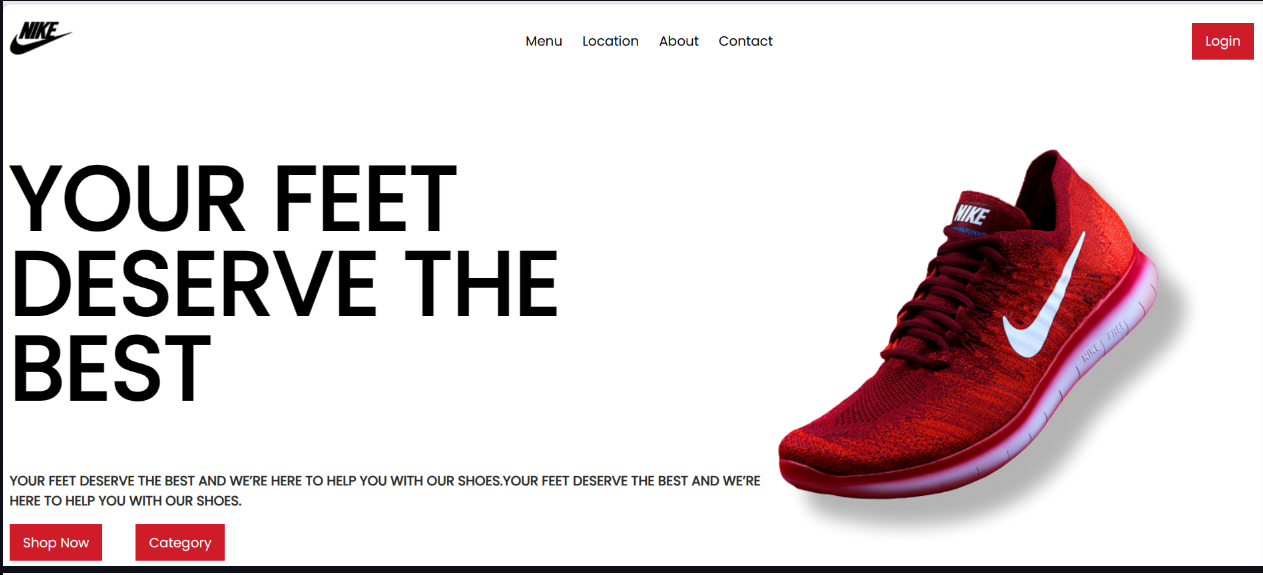 NIKE
Menu Location About Contact
Login
YOUR FEET
DESERVE THE
BEST
NIKE
NIKE FREE
YOUR FEET DESERVE THE BEST AND WE’RE HERE TO HELP YOU WITH OUR SHOES.YOUR FEET DESERVE THE BEST AND WE’RE
HERE TO HELP YOU WITH OUR SHOES.
Shop Now Category